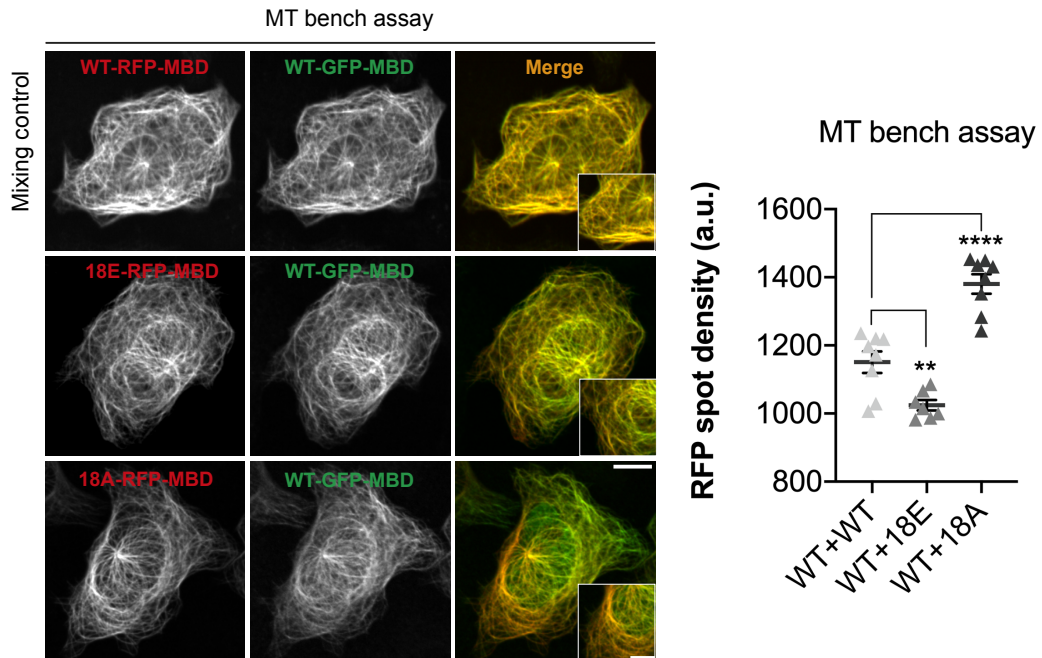 MT bench assay
Mixing control
WT-RFP-MBD
WT-GFP-MBD
Merge
18E-RFP-MBD
WT-GFP-MBD
18A-RFP-MBD
WT-GFP-MBD
MT bench assay
RFP spot density (a.u.)
1600
1400
1200
1000
800
****
**
WT+WT
WT+18E
WT+18A